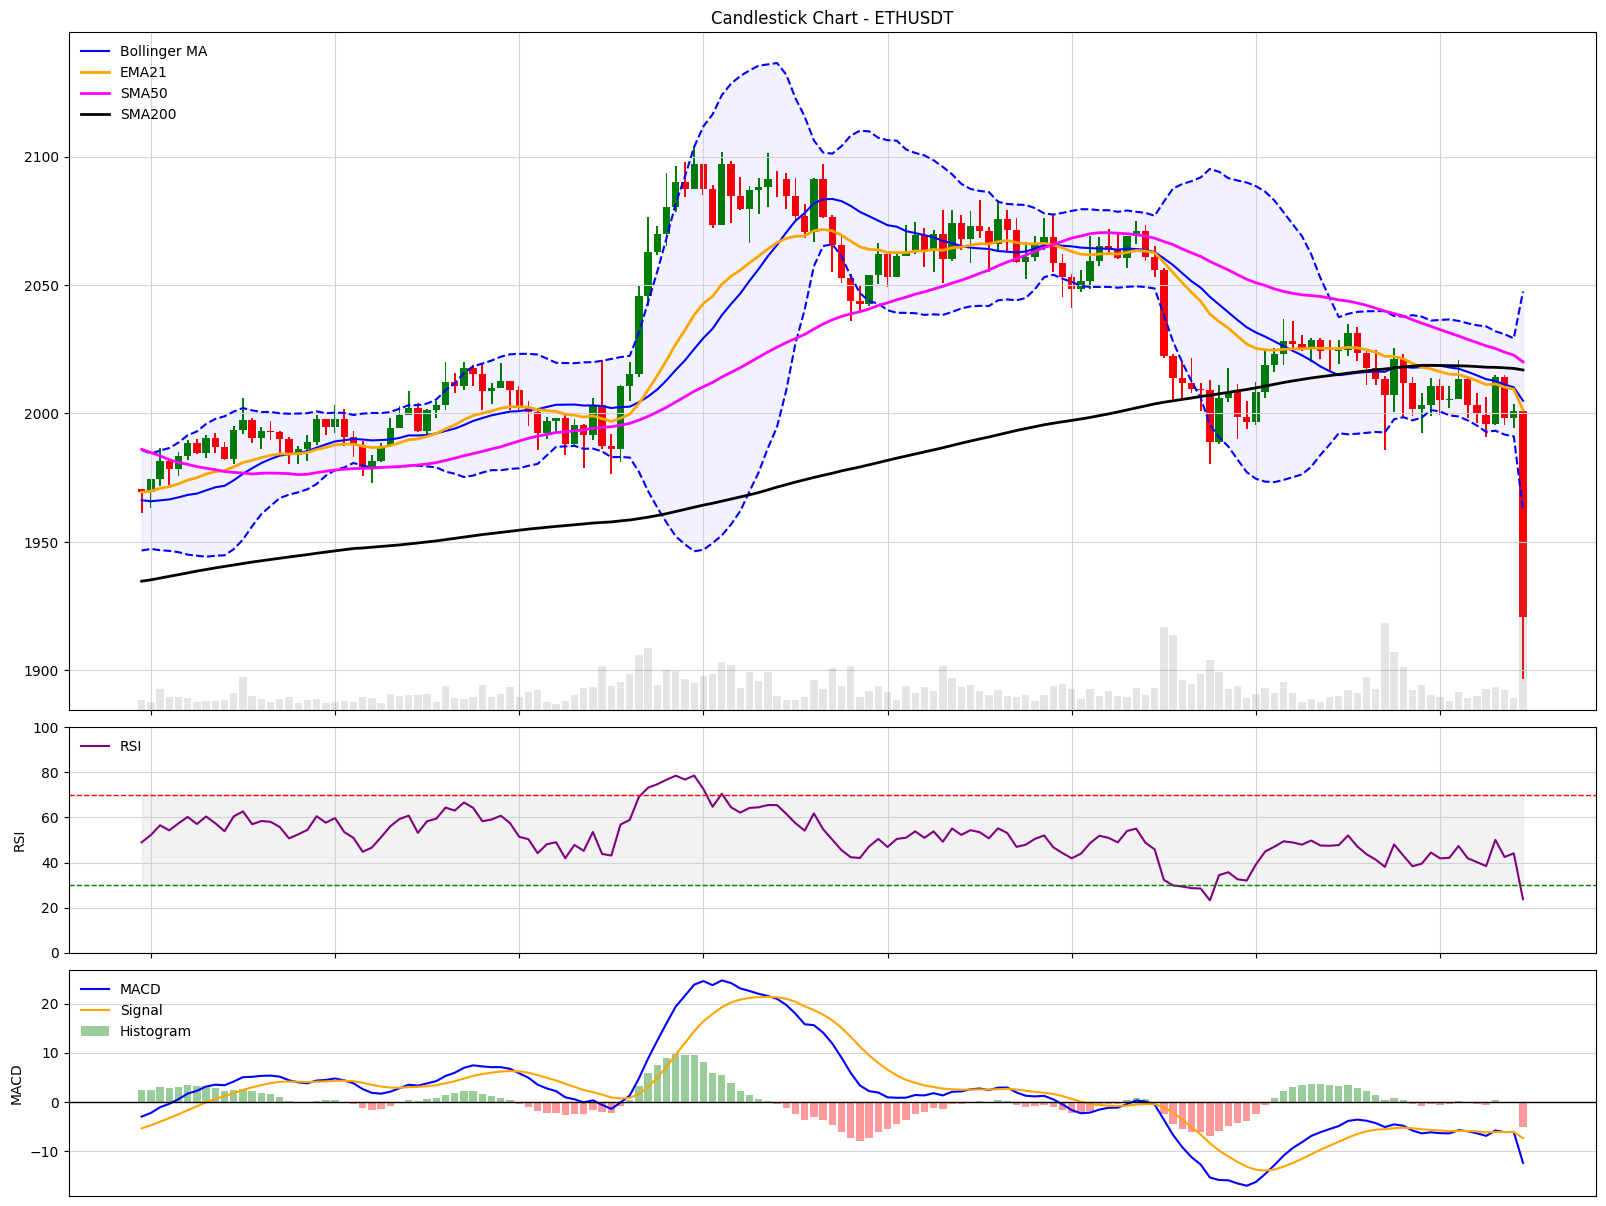 Candlestick Chart - ETHUSDT
Bollinger MA
EMA21
SMA50
SMA200
2100
2050
2000
1950
1900
100
80
60
40
20
0
RSI
RSI
20
10
0
−10
MACD
MACD
Signal
Histogram